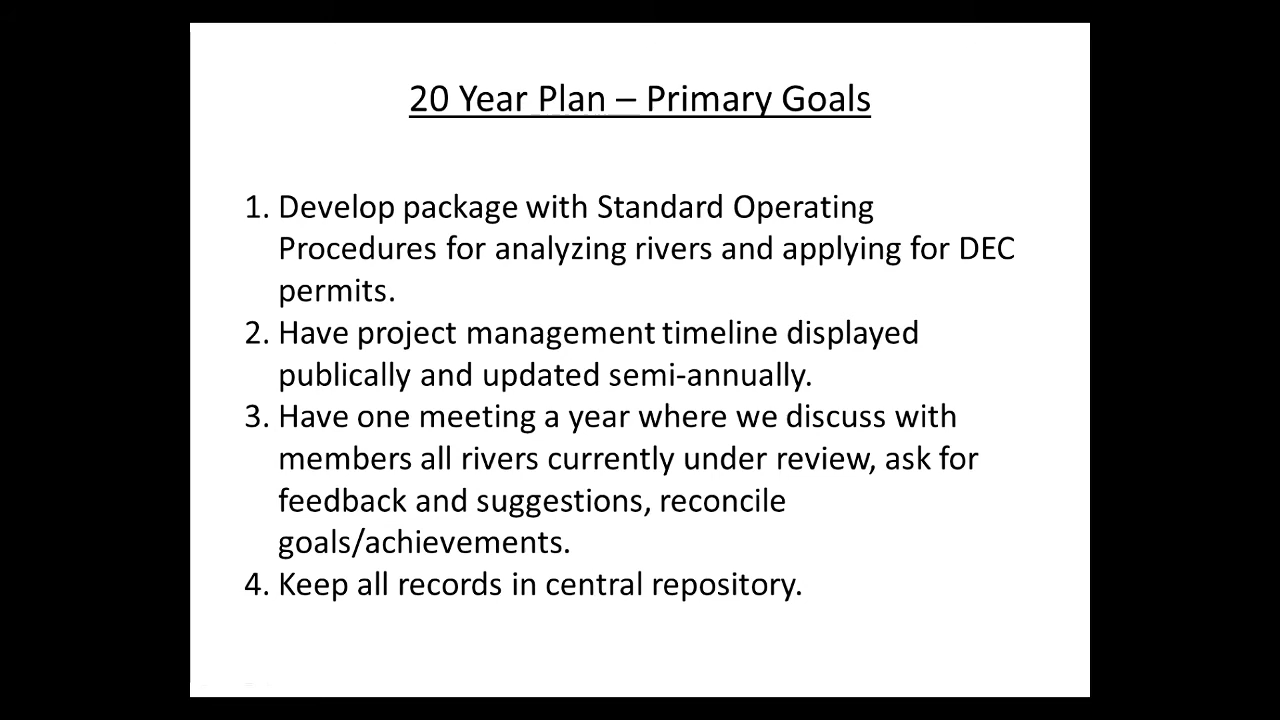 20 Year Plan – Primary Goals
1. Develop package with Standard Operating
Procedures for analyzing rivers and applying for DEC
permits.
2. Have project management timeline displayed
publically and updated semi-annually.
3. Have one meeting a year where we discuss with
members all rivers currently under review, ask for
feedback and suggestions, reconcile
goals/achievements.
4. Keep all records in central repository.